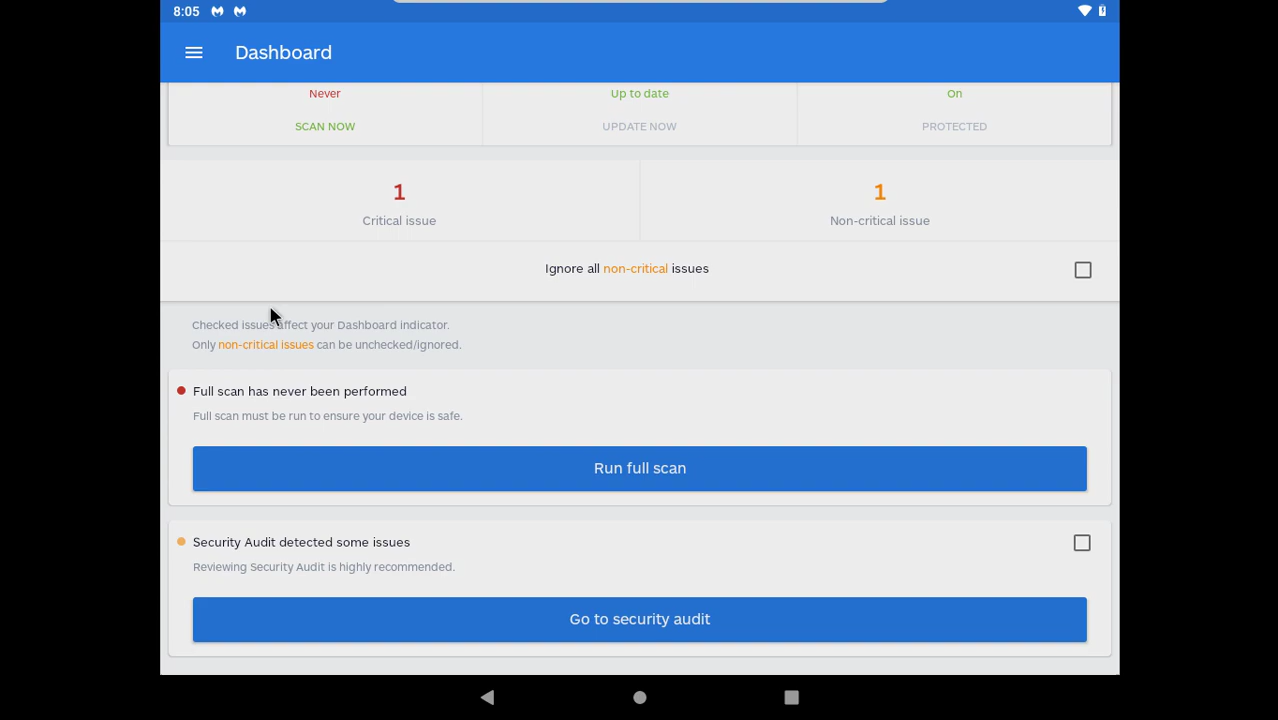 8:05
Dashboard
Never
Up to date
On
SCAN NOW
UPDATE NOW
PROTECTED
1
1
Critical issue
Non-critical issue
Ignore all non-critical issues
Checked issues affect your Dashboard indicator.
Only non-critical issues can be unchecked/ignored.
Full scan has never been performed
Full scan must be run to ensure your device is safe.
Run full scan
Security Audit detected some issues
Reviewing Security Audit is highly recommended.
Go to security audit